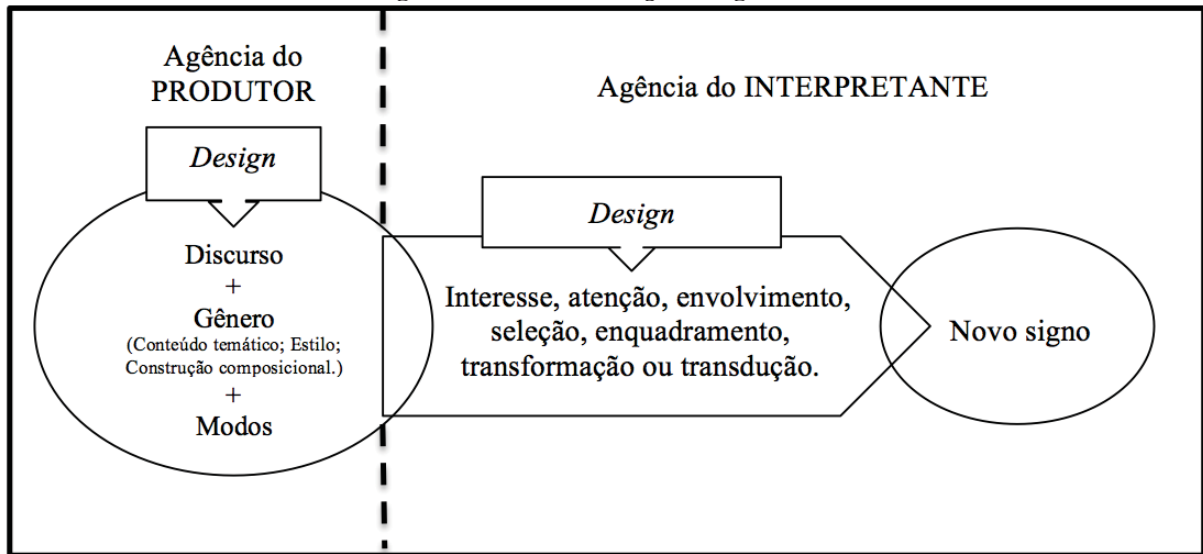 Agência do
PRODUTOR
Design
Discurso
+
Gênero
(Conteúdo temático; Estilo;
Construção composicional.)
+
Modos
Agência do INTERPRETANTE
Design
Interesse, atenção, envolvimento,
seleção, enquadramento,
transformação ou transdução.
Novo signo